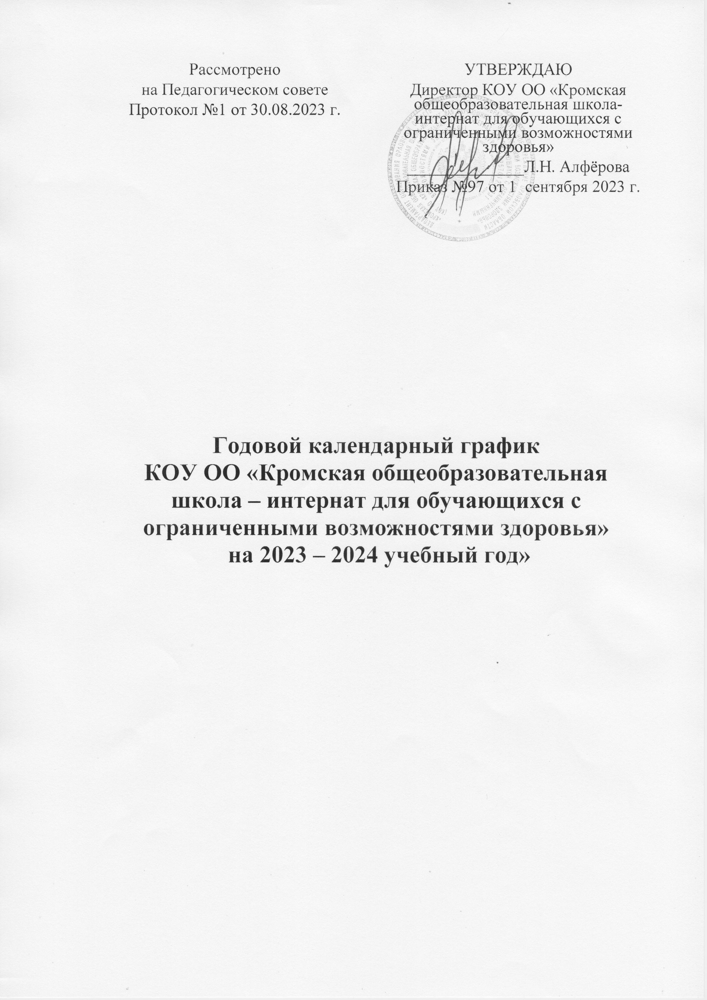 Рассмотрено
на Педагогическом совете
Протокол №1 от 30.08.2023 г.
УТВЕРЖДАЮ
Директор КОУ ОО «Кромская
общеобразовательная школа-
интернат для обучающихся с
ограниченными возможностями
здоровья»
Л.Н. Алфёрова
Приказ №97 от 1 сентября 2023 г.
Годовой календарный график
КОУ ОО «Кромская общеобразовательная
школа – интернат для обучающихся с
ограниченными возможностями здоровья»
на 2023 – 2024 учебный год»